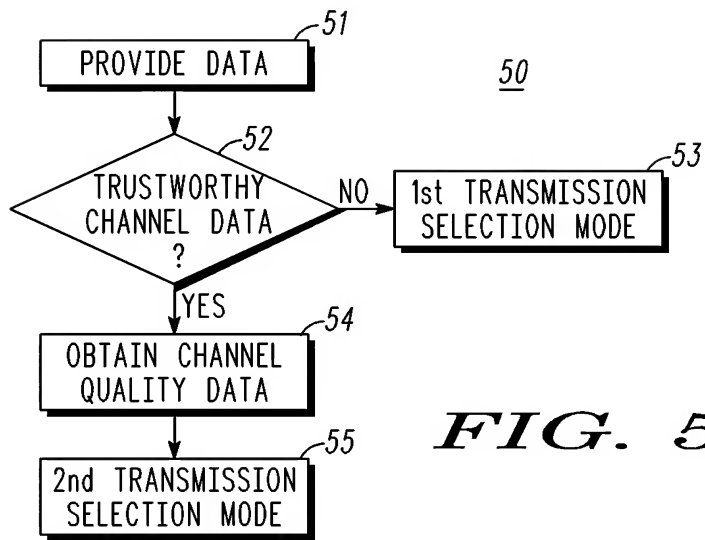 51
PROVIDE DATA
50
52
TRUSTWORTHY
CHANNEL DATA
?
NO
53
1st TRANSMISSION
SELECTION MODE
YES
54
OBTAIN CHANNEL
QUALITY DATA
55
2nd TRANSMISSION
SELECTION MODE
FIG. 5